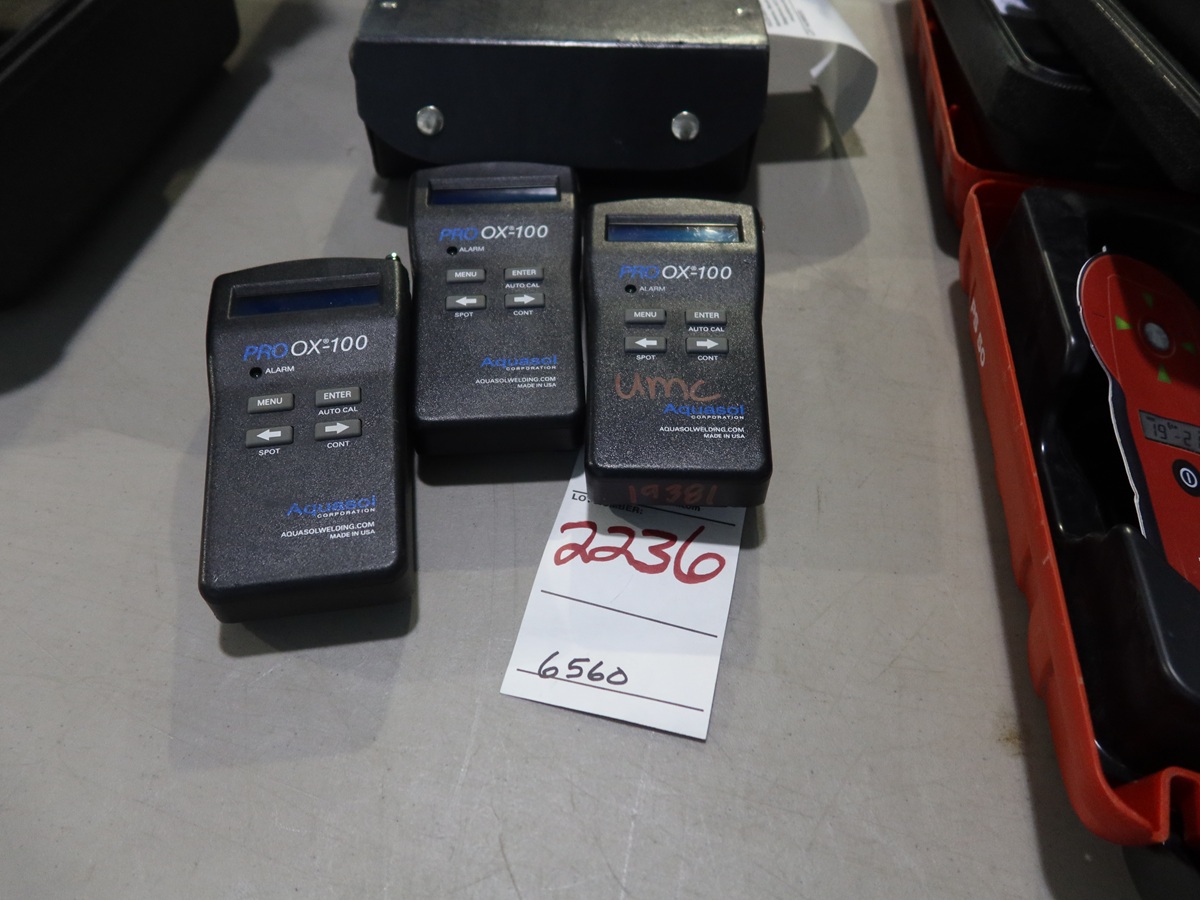 PRO OX®-100
ALARM
MENU ENTER
AUTO CAL
SPOT CONT
Aquasol
CORPORATION
AQUASOLWELDING.COM
MADE IN USA
PRO OX®-100
ALARM
MENU ENTER
AUTO CAL
SPOT CONT
Aquasol
CORPORATION
AQUASOLWELDING.COM
MADE IN USA
PRO OX®-100
ALARM
MENU ENTER
AUTO CAL
SPOT CONT
umc
Aquasol
CORPORATION
AQUASOLWELDING.COM
MADE IN USA
19381
2236
6560
PS 50